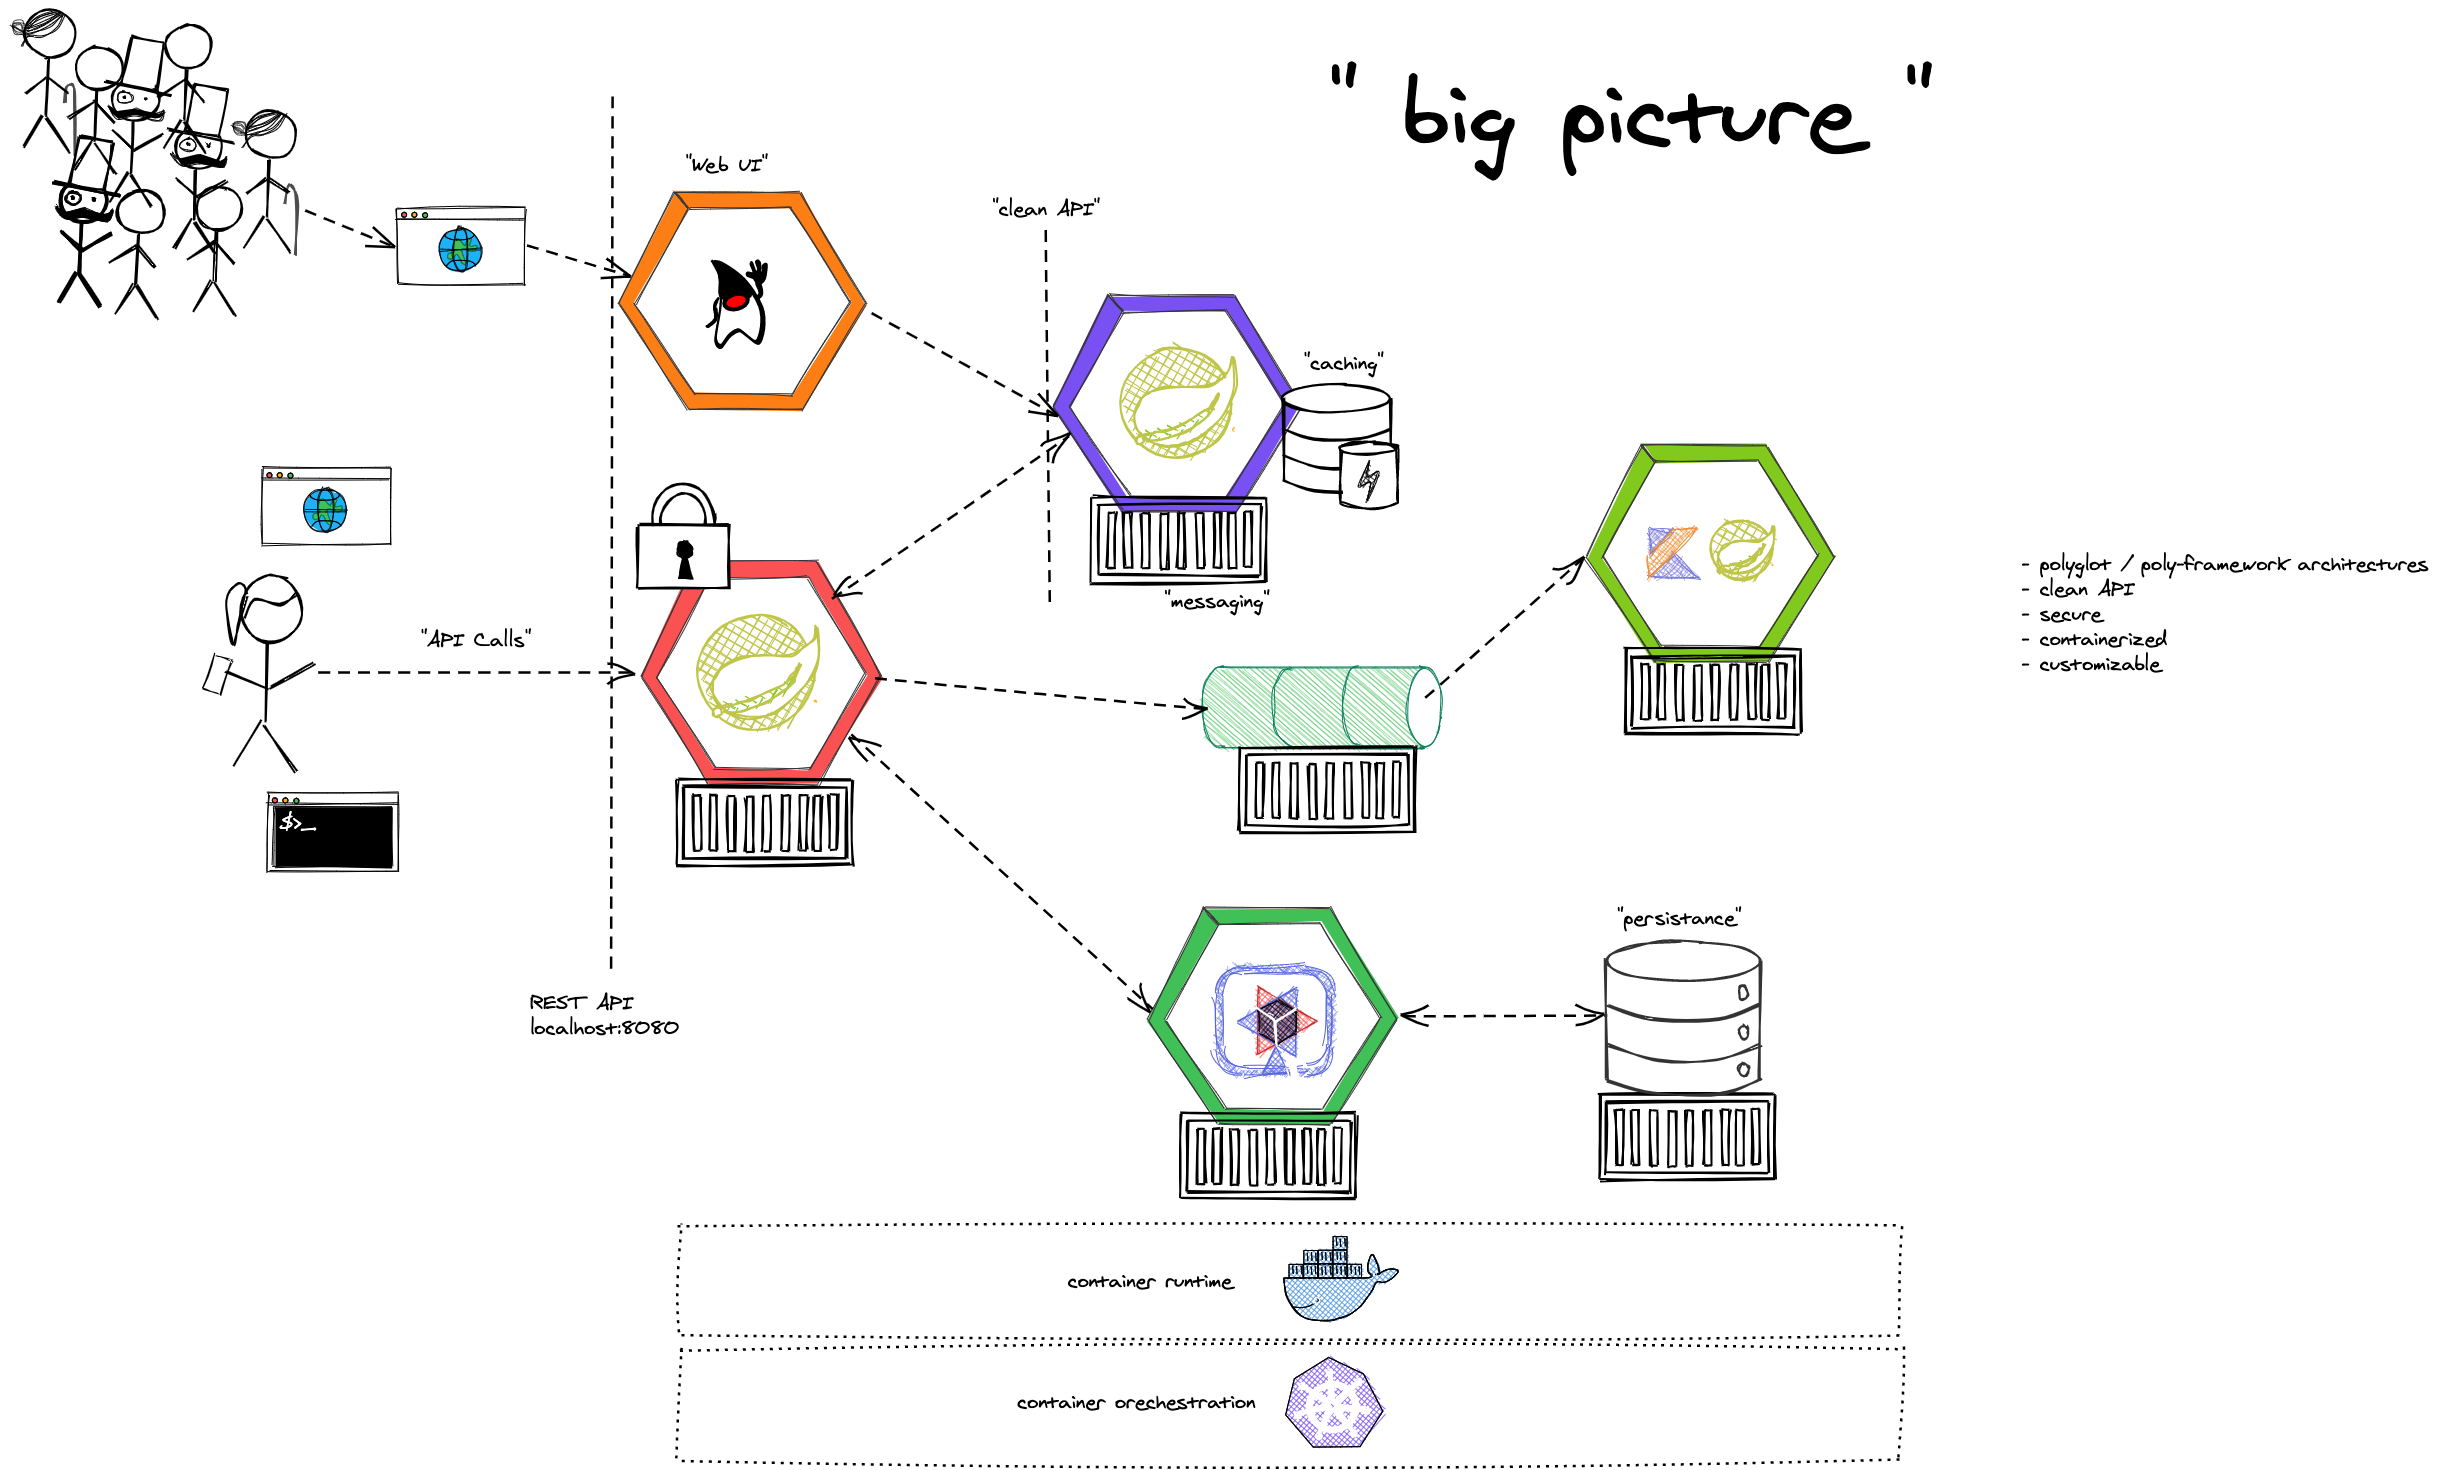 " big picture "
"Web UI"
"clean API"
"caching"
"messaging"
"API Calls"
- polyglot / poly-framework architectures
- clean API
- secure
- containerized
- customizable
$>_
"persistance"
REST API
localhost:8080
container runtime
container orechestration